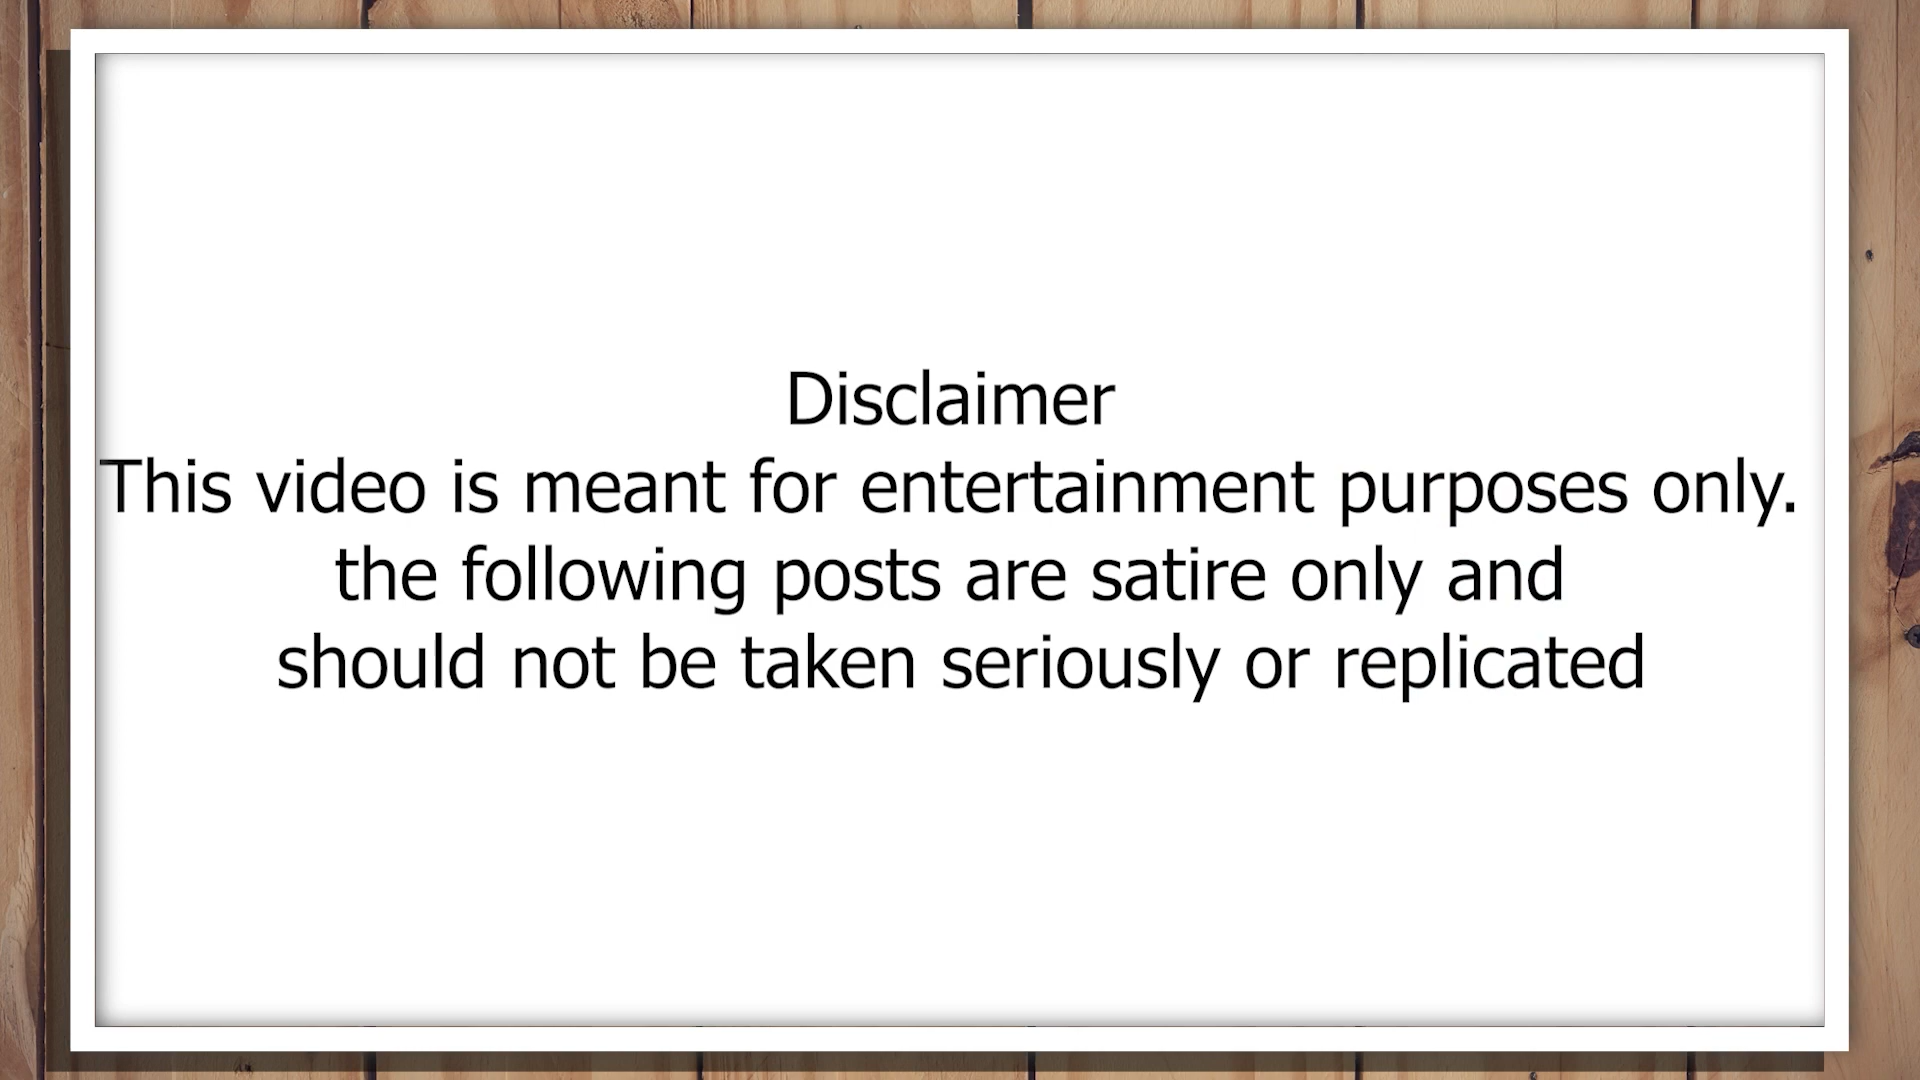 Disclaimer
This video is meant for entertainment purposes only.
the following posts are satire only and
should not be taken seriously or replicated